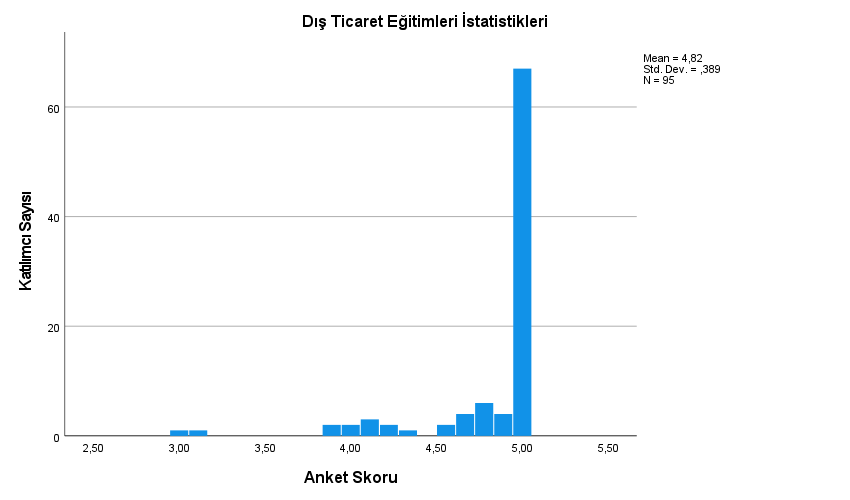 Dış Ticaret Eğitimleri İstatistikleri
Mean = 4,82
Std. Dev. = ,389
N = 95
Katılımcı Sayısı
60
40
20
0
2,50 3,00 3,50 4,00 4,50 5,00 5,50
Anket Skoru